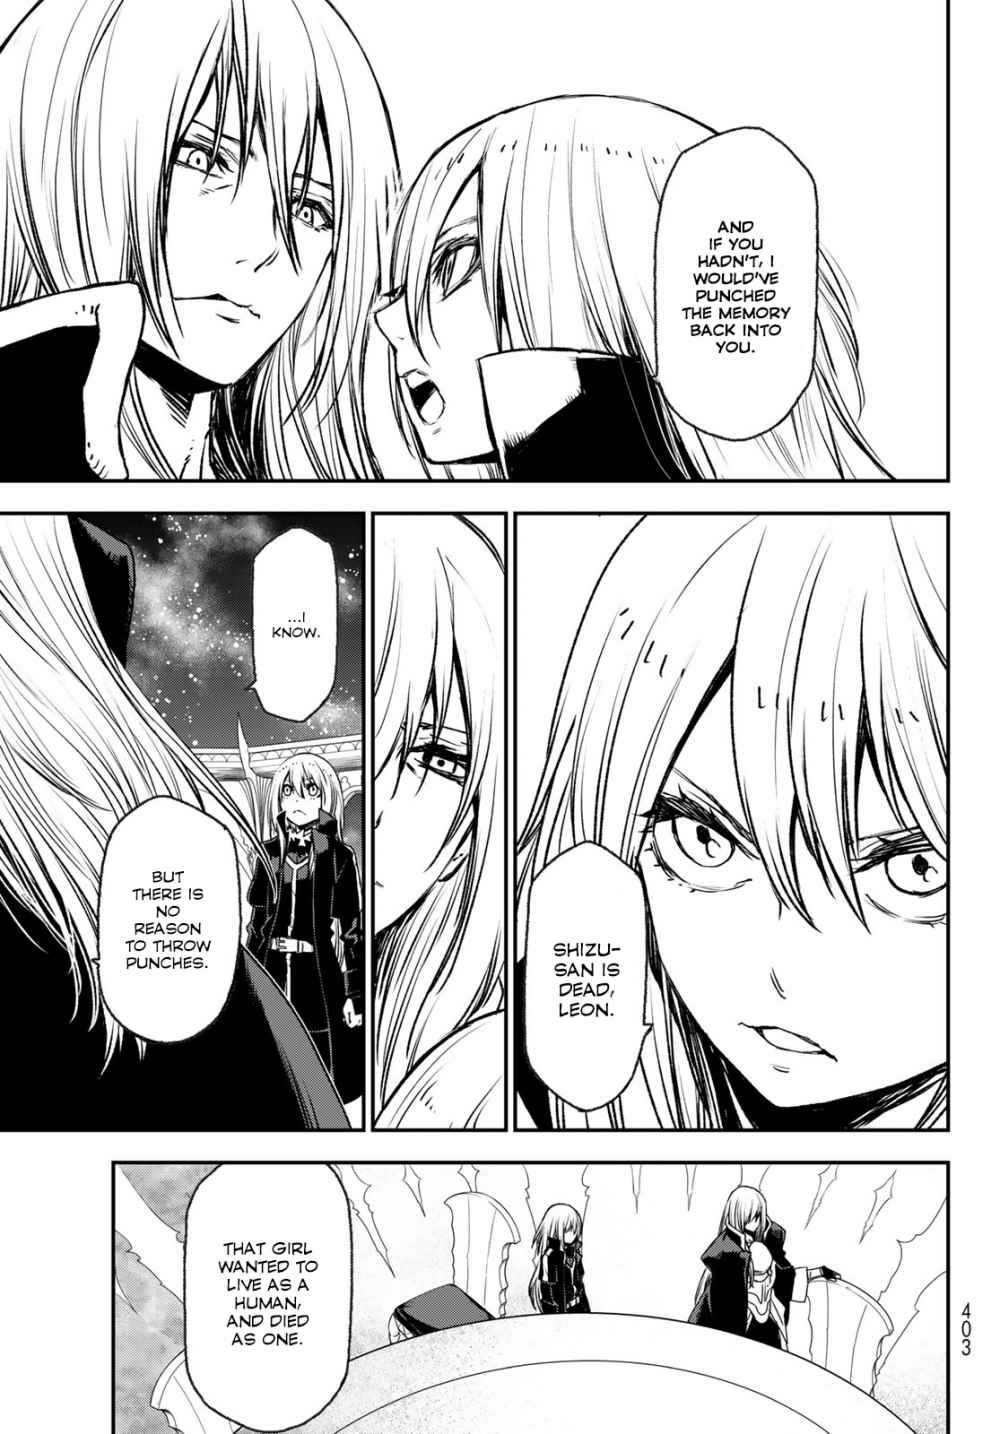 AND
IF YOU
HADN'T, I
WOULD'VE
PUNCHED
THE MEMORY
BACK INTO
YOU.
SHIZU-
SAN IS
DEAD,
LEON.
...I
KNOW.
BUT
THERE IS
NO
REASON
TO THROW
PUNCHES.
THAT GIRL
WANTED TO
LIVE AS A
HUMAN,
AND DIED
AS ONE.
403